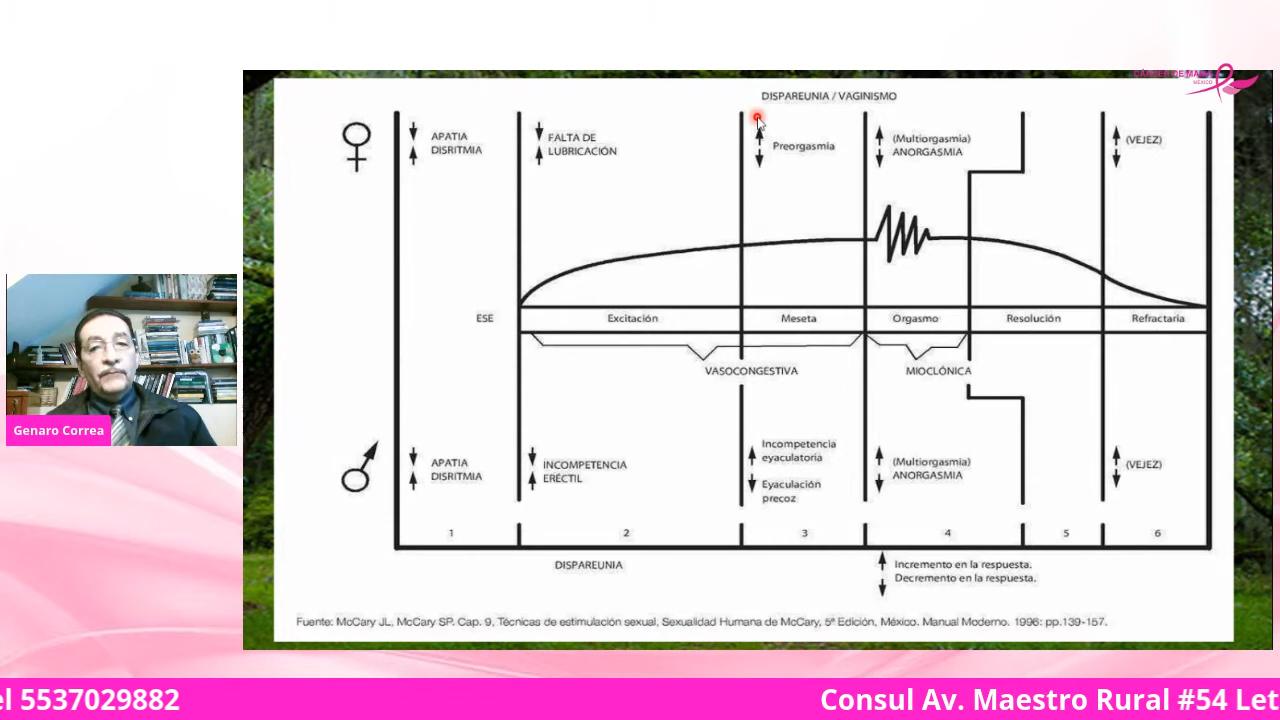 CÁNCER DE MAMA
MÉXICO
DISPAREUNIA / VAGINISMO
APATIA
DISRITMIA
FALTA DE
LUBRICACIÓN
Preorgasmia
(Multiorgasmia)
ANORGASMIA
(VEJEZ)
ESE
Excitación
Meseta
Orgasmo
Resolución
Refractaria
VASOCONGESTIVA
MIOCLÓNICA
Genaro Correa
APATIA
DISRITMIA
INCOMPETENCIA
ERÉCTIL
Incompetencia
eyaculatoria
Eyaculación
precoz
(Multiorgasmia)
ANORGASMIA
(VEJEZ)
1
2
3
4
5
6
DISPAREUNIA
Incremento en la respuesta.
Decremento en la respuesta.
Fuente: McCary JL, McCary SP. Cap. 9, Técnicas de estimulación sexual, Sexualidad Humana de McCary, 5ª Edición, México. Manual Moderno. 1996: pp.139-157.
el 5537029882
Consul Av. Maestro Rural #54 Let